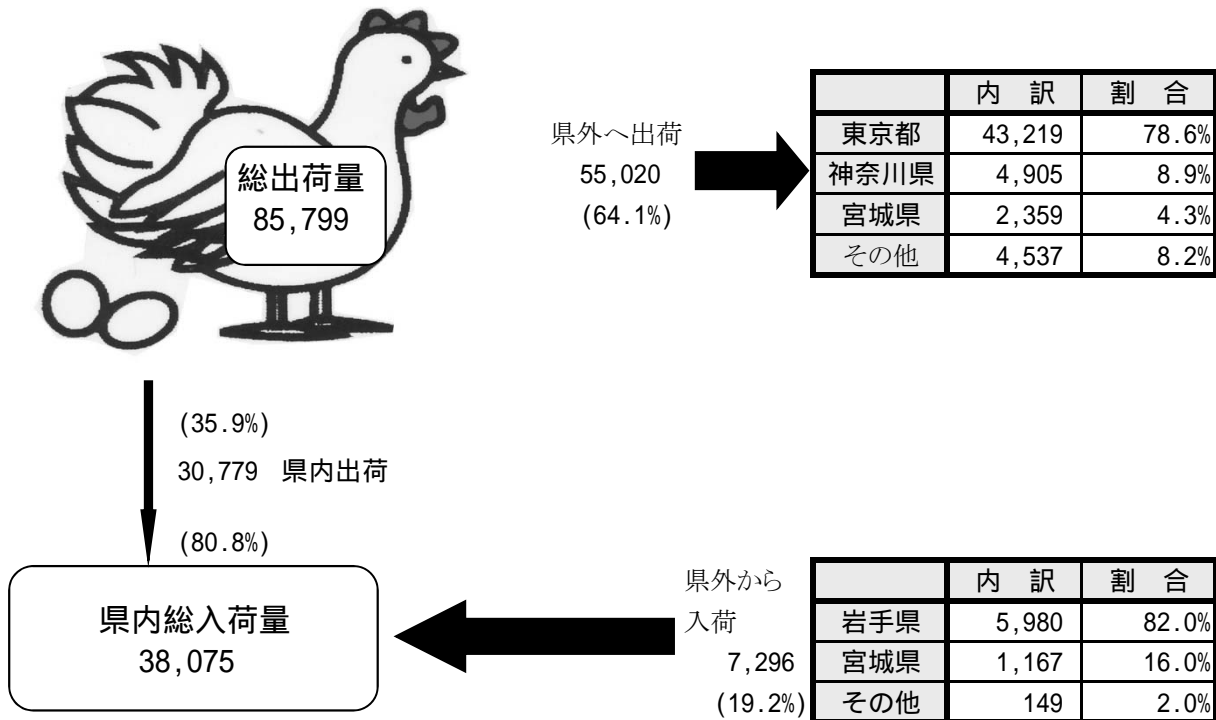 総出荷量
85,799
県外へ出荷
55,020
(64.1%)
内 訳 割 合
東京都 43,219 78.6%
神奈川県 4,905 8.9%
宮城県 2,359 4.3%
その他 4,537 8.2%
(35.9%)
30,779 県内出荷
(80.8%)
県内総入荷量
38,075
県外から
入荷
7,296
(19.2%)
内 訳 割 合
岩手県 5,980 82.0%
宮城県 1,167 16.0%
その他 149 2.0%